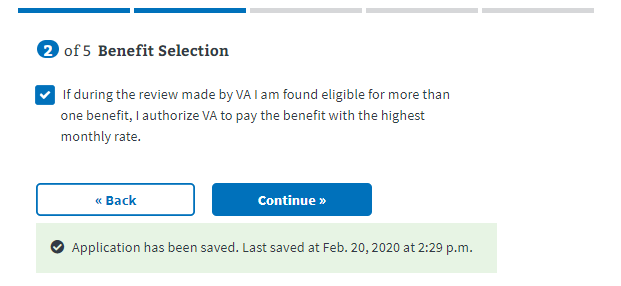 2 of 5 Benefit Selection
If during the review made by VA I am found eligible for more than
one benefit, I authorize VA to pay the benefit with the highest
monthly rate.
« Back
Continue »
Application has been saved. Last saved at Feb. 20, 2020 at 2:29 p.m.